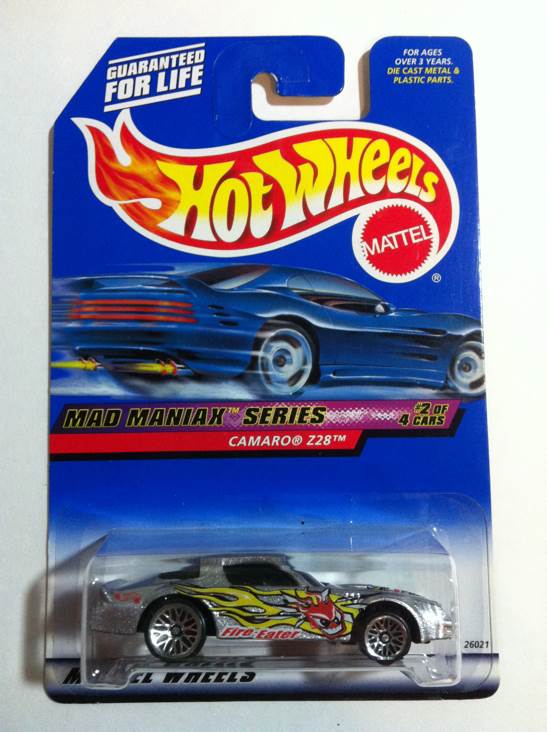 GUARANTEED
FOR LIFE
FOR AGES
OVER 3 YEARS.
DIE CAST METAL &
PLASTIC PARTS.
HOT WHEELS
MATTEL
®
MAD MANIAX™ SERIES
#2 OF
4 CARS
CAMARO® Z28™
Fire-Eater
26021
WHEELS